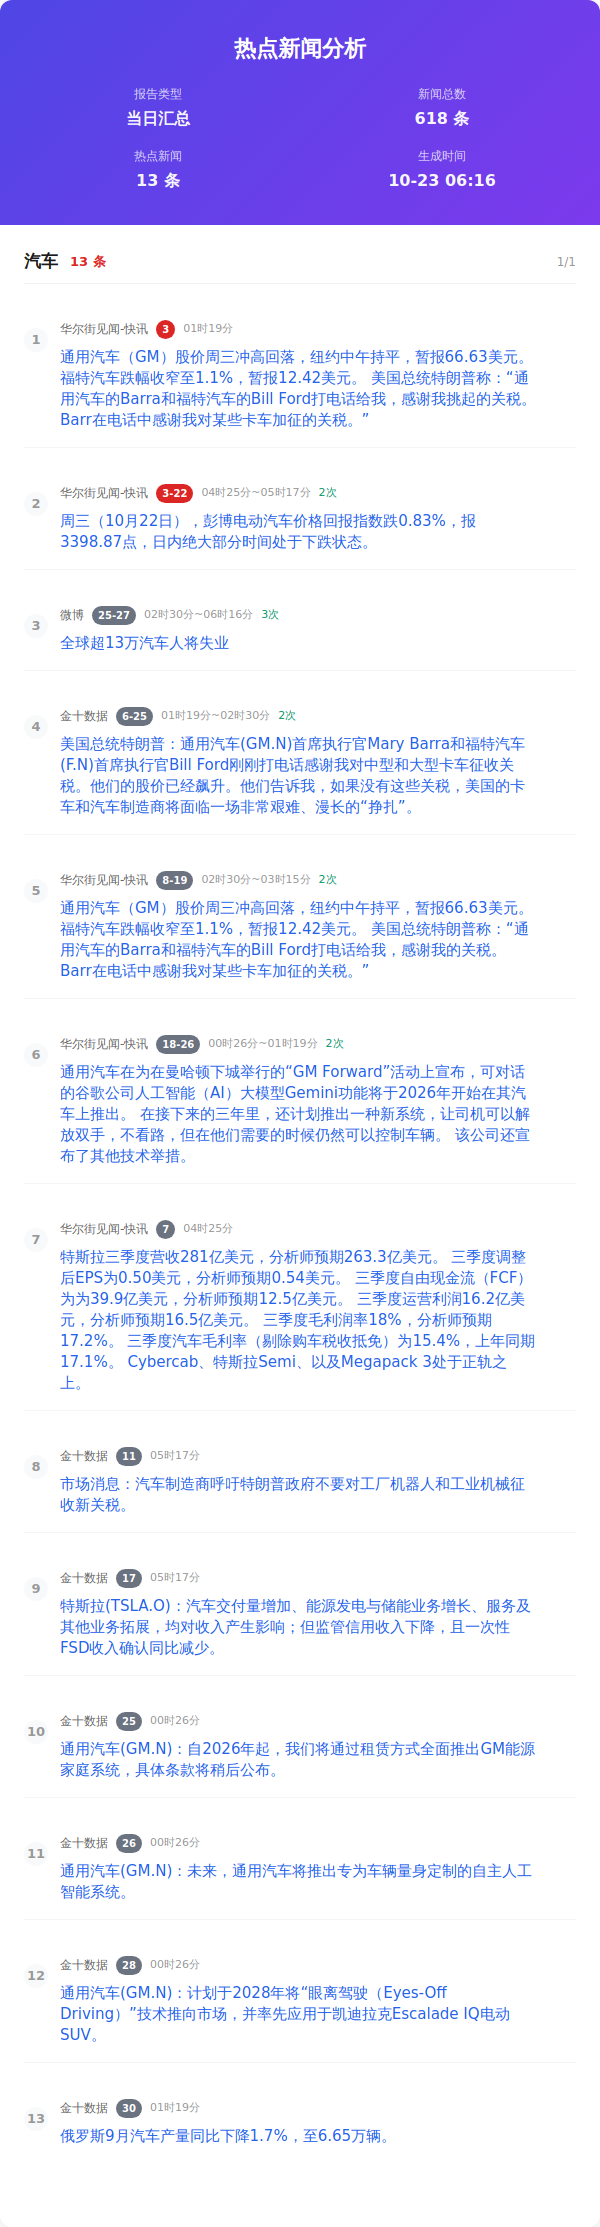 热点新闻分析
报告类型
当日汇总
新闻总数
618 条
热点新闻
13 条
生成时间
10-23 06:16
汽车 13 条 1/1
1
华尔街见闻-快讯 3 01时19分
通用汽车（GM）股价周三冲高回落，纽约中午持平，暂报66.63美元。
福特汽车跌幅收窄至1.1%，暂报12.42美元。 美国总统特朗普称：“通
用汽车的Barra和福特汽车的Bill Ford打电话给我，感谢我挑起的关税。
Barr在电话中感谢我对某些卡车加征的关税。”
2
华尔街见闻-快讯 3-22 04时25分~05时17分 2次
周三（10月22日），彭博电动汽车价格回报指数跌0.83%，报
3398.87点，日内绝大部分时间处于下跌状态。
3
微博 25-27 02时30分~06时16分 3次
全球超13万汽车人将失业
4
金十数据 6-25 01时19分~02时30分 2次
美国总统特朗普：通用汽车(GM.N)首席执行官Mary Barra和福特汽车
(F.N)首席执行官Bill Ford刚刚打电话感谢我对中型和大型卡车征收关
税。他们的股价已经飙升。他们告诉我，如果没有这些关税，美国的卡
车和汽车制造商将面临一场非常艰难、漫长的“挣扎”。
5
华尔街见闻-快讯 8-19 02时30分~03时15分 2次
通用汽车（GM）股价周三冲高回落，纽约中午持平，暂报66.63美元。
福特汽车跌幅收窄至1.1%，暂报12.42美元。 美国总统特朗普称：“通
用汽车的Barra和福特汽车的Bill Ford打电话给我，感谢我的关税。
Barr在电话中感谢我对某些卡车加征的关税。”
6
华尔街见闻-快讯 18-26 00时26分~01时19分 2次
通用汽车在为在曼哈顿下城举行的“GM Forward”活动上宣布，可对话
的谷歌公司人工智能（AI）大模型Gemini功能将于2026年开始在其汽
车上推出。 在接下来的三年里，还计划推出一种新系统，让司机可以解
放双手，不看路，但在他们需要的时候仍然可以控制车辆。 该公司还宣
布了其他技术举措。
7
华尔街见闻-快讯 7 04时25分
特斯拉三季度营收281亿美元，分析师预期263.3亿美元。 三季度调整
后EPS为0.50美元，分析师预期0.54美元。 三季度自由现金流（FCF）
为为39.9亿美元，分析师预期12.5亿美元。 三季度运营利润16.2亿美
元，分析师预期16.5亿美元。 三季度毛利润率18%，分析师预期
17.2%。 三季度汽车毛利率（剔除购车税收抵免）为15.4%，上年同期
17.1%。 Cybercab、特斯拉Semi、以及Megapack 3处于正轨之
上。
8
金十数据 11 05时17分
市场消息：汽车制造商呼吁特朗普政府不要对工厂机器人和工业机械征
收新关税。
9
金十数据 17 05时17分
特斯拉(TSLA.O)：汽车交付量增加、能源发电与储能业务增长、服务及
其他业务拓展，均对收入产生影响；但监管信用收入下降，且一次性
FSD收入确认同比减少。
10
金十数据 25 00时26分
通用汽车(GM.N)：自2026年起，我们将通过租赁方式全面推出GM能源
家庭系统，具体条款将稍后公布。
11
金十数据 26 00时26分
通用汽车(GM.N)：未来，通用汽车将推出专为车辆量身定制的自主人工
智能系统。
12
金十数据 28 00时26分
通用汽车(GM.N)：计划于2028年将“眼离驾驶（Eyes-Off
Driving）”技术推向市场，并率先应用于凯迪拉克Escalade IQ电动
SUV。
13
金十数据 30 01时19分
俄罗斯9月汽车产量同比下降1.7%，至6.65万辆。